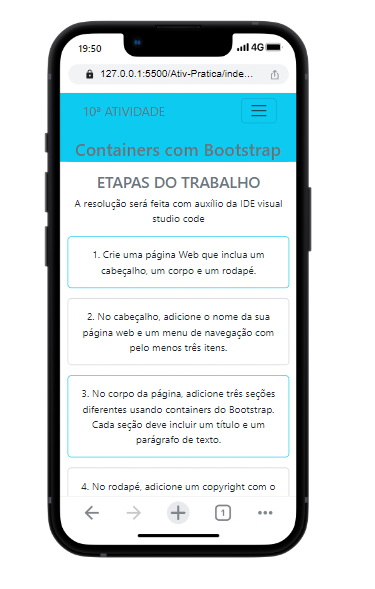 19:50
4G
127.0.0.1:5500/Ativ-Pratica/inde...
10ª ATIVIDADE
Containers com Bootstrap
ETAPAS DO TRABALHO
A resolução será feita com auxílio da IDE visual
studio code
1. Crie uma página Web que inclua um
cabeçalho, um corpo e um rodapé.
2. No cabeçalho, adicione o nome da sua
página web e um menu de navegação com
pelo menos três itens.
3. No corpo da página, adicione três seções
diferentes usando containers do Bootstrap.
Cada seção deve incluir um título e um
parágrafo de texto.
4. No rodapé, adicione um copyright com o
1